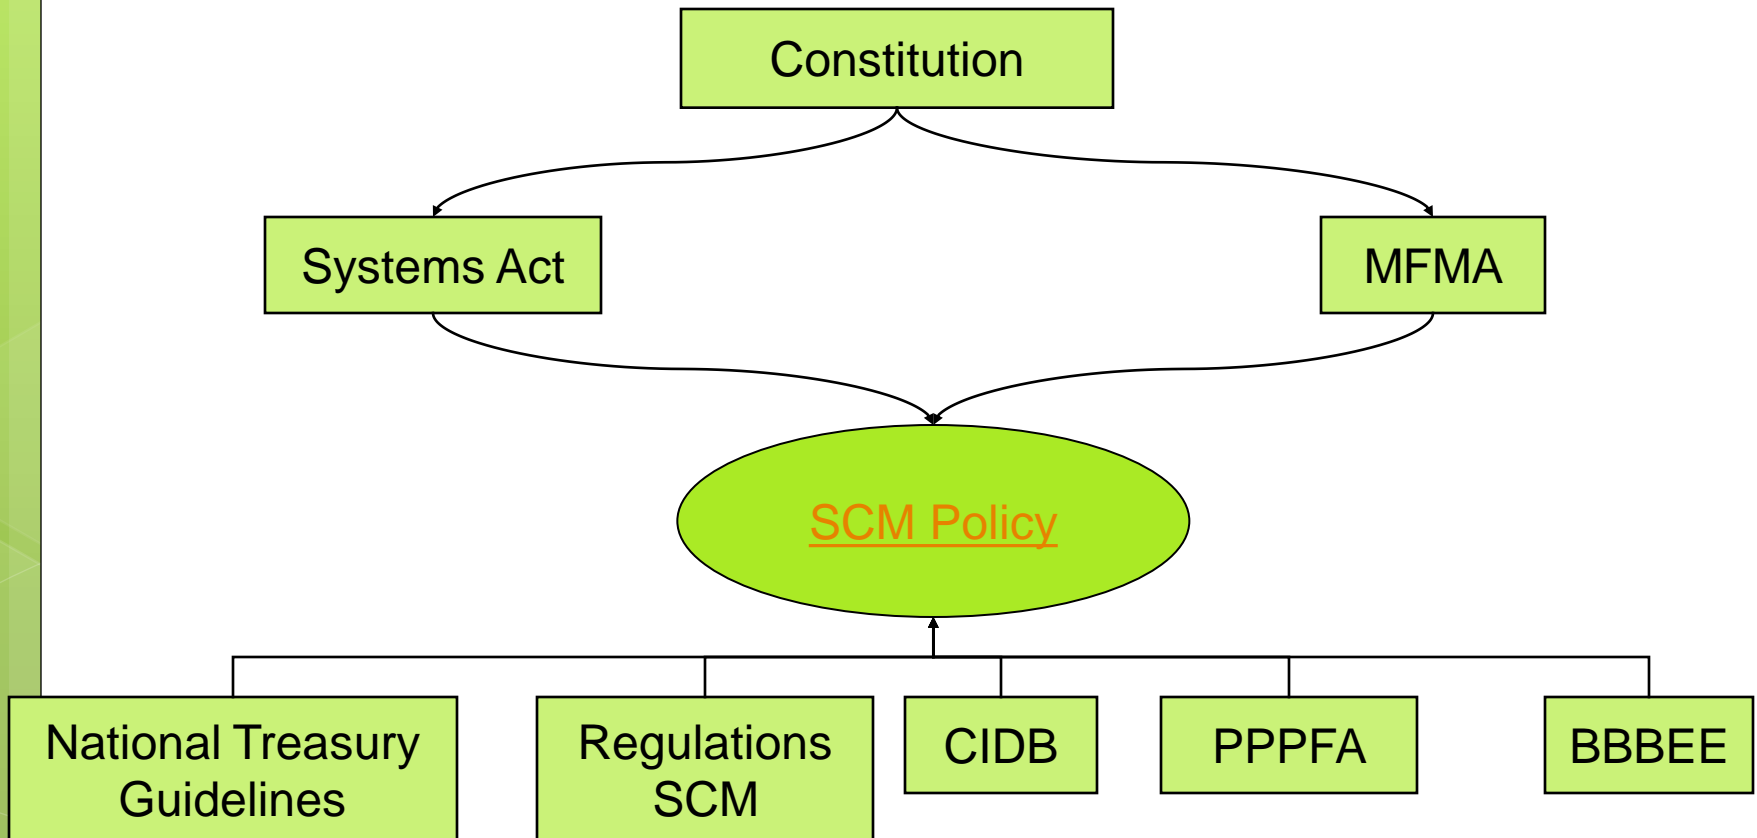 Constitution
Systems Act
MFMA
SCM Policy
National Treasury
Guidelines
Regulations
SCM
CIDB
PPPFA
BBBEE